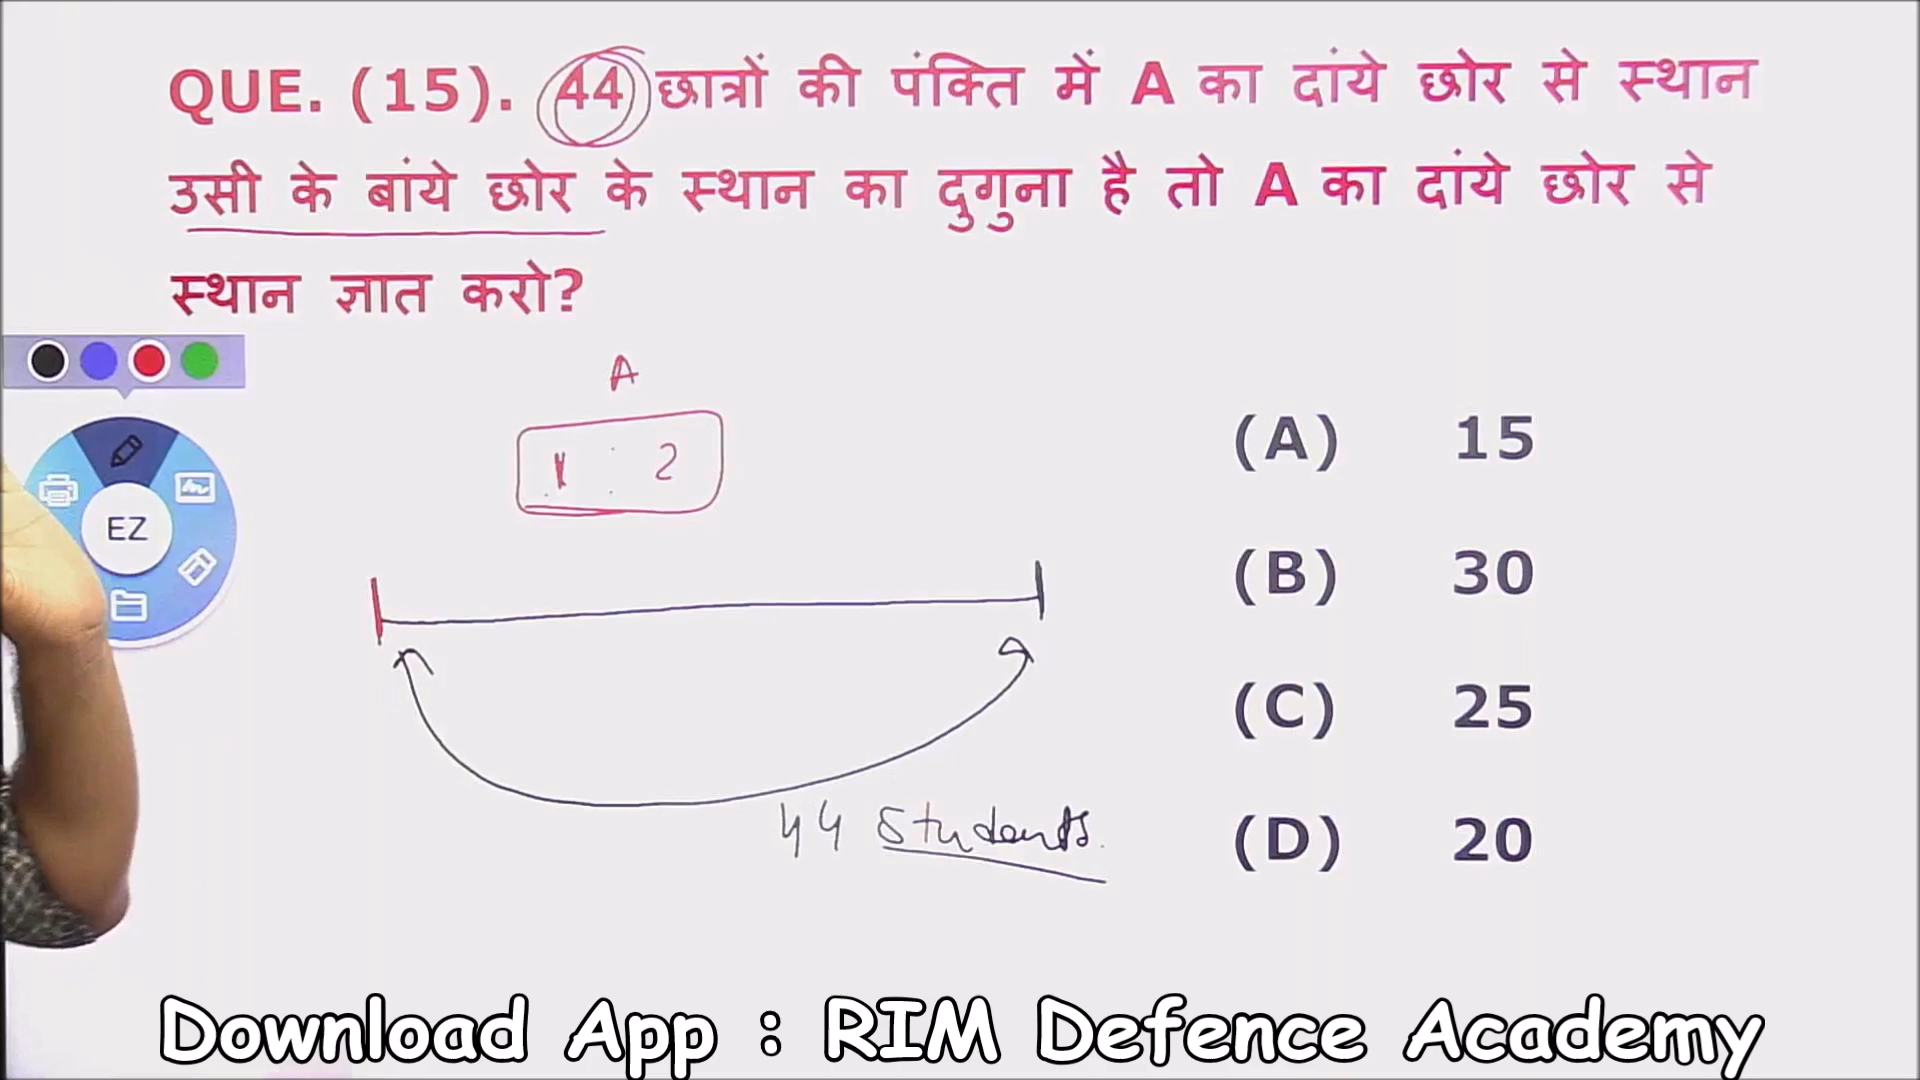 QUE. (15). 44 छात्रों की पंक्ति में A का दांये छोर से स्थान
उसी के बांये छोर के स्थान का दुगुना है तो A का दांये छोर से
स्थान ज्ञात करो?
A
1 : 2
EZ
44 Students.
(A) 15
(B) 30
(C) 25
(D) 20
Download App : RIM Defence Academy